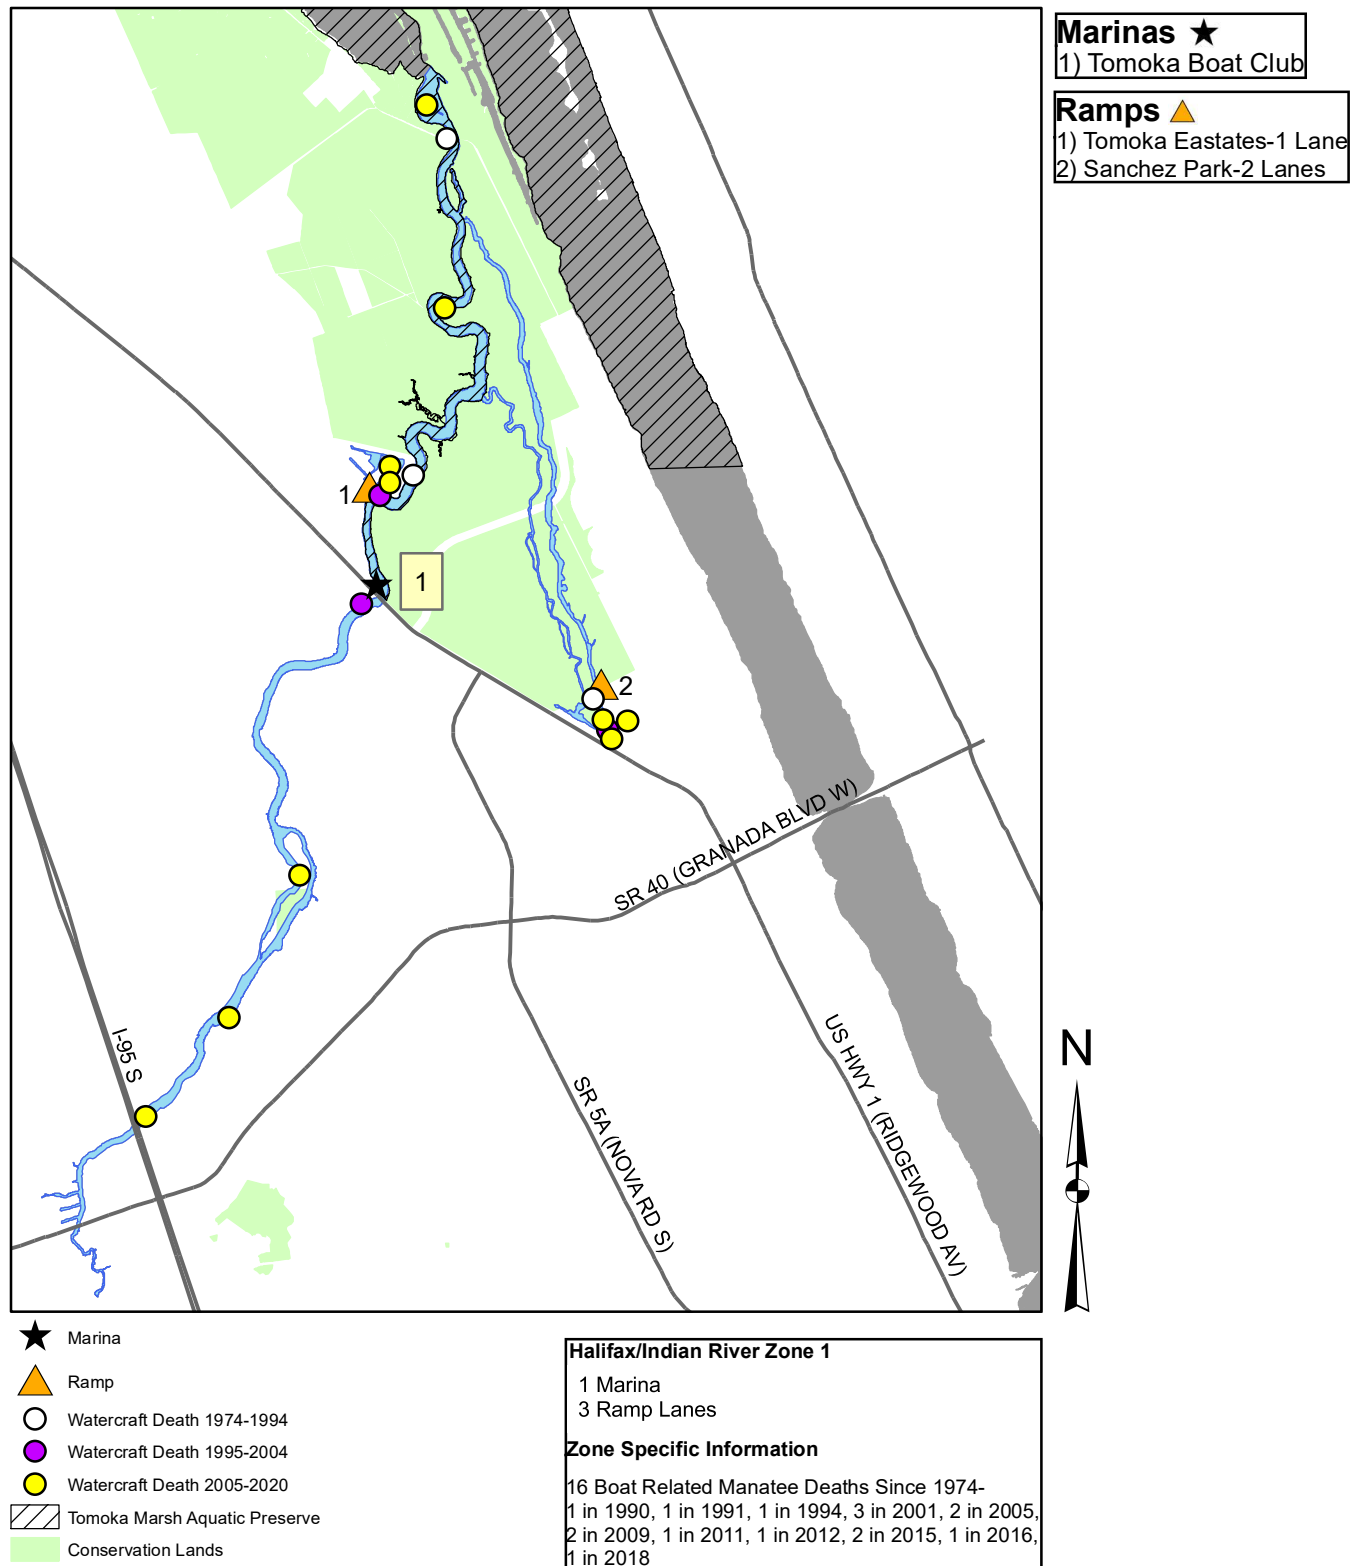 Marinas
1) Tomoka Boat Club
Ramps
1) Tomoka Eastates-1 Lane
2) Sanchez Park-2 Lanes
1
1
2
SR 40 (GRANADA BLVD W)
I-95 S
SR 5A (NOVA RD S)
US HWY 1 (RIDGEWOOD AV)
N
Marina
Ramp
Watercraft Death 1974-1994
Watercraft Death 1995-2004
Watercraft Death 2005-2020
Tomoka Marsh Aquatic Preserve
Conservation Lands
Halifax/Indian River Zone 1
1 Marina
3 Ramp Lanes
Zone Specific Information
16 Boat Related Manatee Deaths Since 1974-
1 in 1990, 1 in 1991, 1 in 1994, 3 in 2001, 2 in 2005,
2 in 2009, 1 in 2011, 1 in 2012, 2 in 2015, 1 in 2016,
1 in 2018